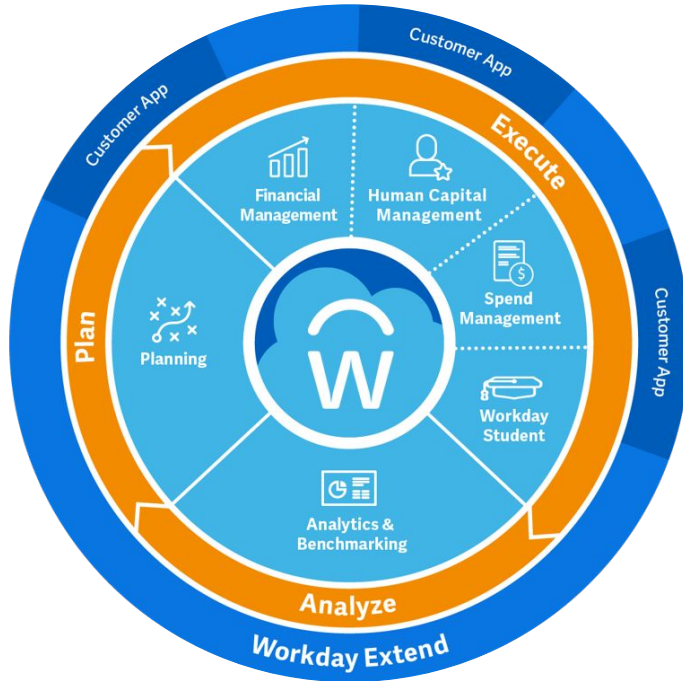 Customer App
Customer App
Customer App
Execute
Plan
Analyze
Workday Extend
Financial
Management
Human Capital
Management
$
Spend
Management
Planning
8
Workday
Student
W
Analytics &
Benchmarking